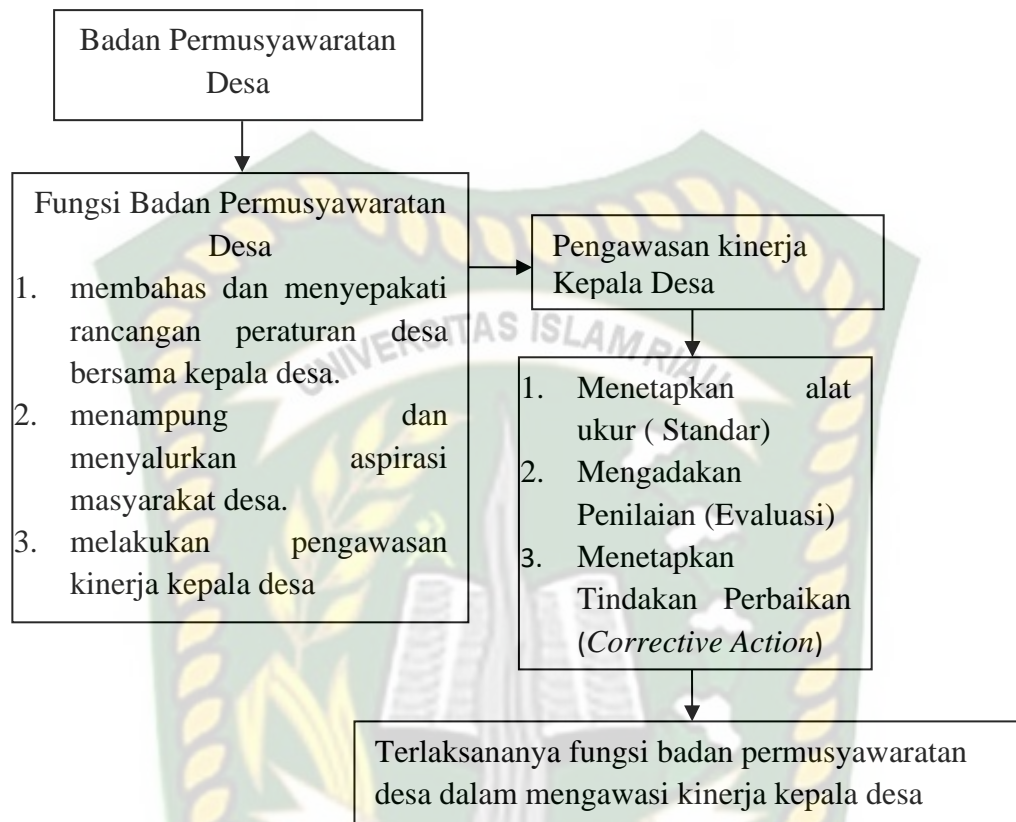 Badan Permusyawaratan
Desa
Fungsi Badan Permusyawaratan
Desa
1. membahas dan menyepakati
rancangan peraturan desa
bersama kepala desa.
2. menampung dan
menyalurkan aspirasi
masyarakat desa.
3. melakukan pengawasan
kinerja kepala desa
Pengawasan kinerja
Kepala Desa
UNIVERSITAS ISLAM RIAU
1. Menetapkan alat
ukur ( Standar)
2. Mengadakan
Penilaian (Evaluasi)
3. Menetapkan
Tindakan Perbaikan
(Corrective Action)
Terlaksananya fungsi badan permusyawaratan
desa dalam mengawasi kinerja kepala desa